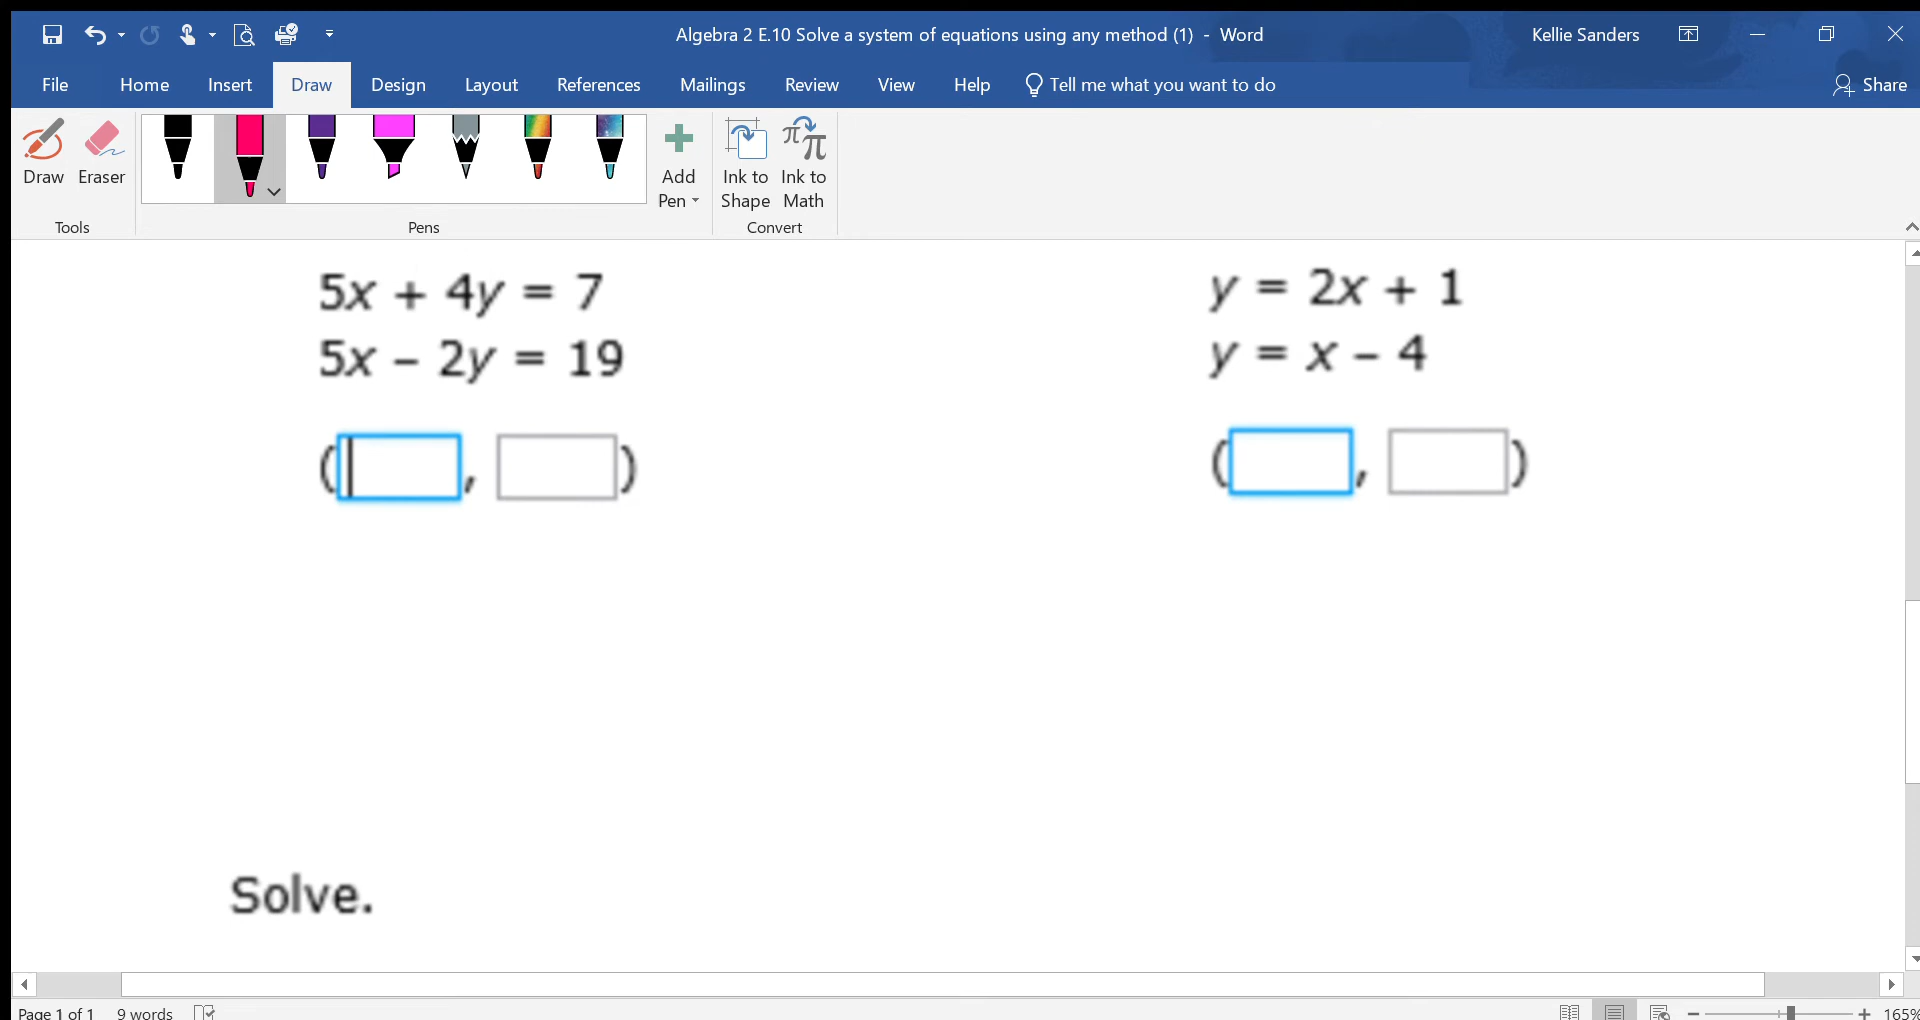 Algebra 2 E.10 Solve a system of equations using any method (1) - Word
Kellie Sanders
File Home Insert Draw Design Layout References Mailings Review View Help Tell me what you want to do Share
Draw Eraser
Add Pen
Ink to Shape
Ink to Math
Tools Pens Convert
5x + 4y = 7
5x − 2y = 19
( , )
y = 2x + 1
y = x − 4
( , )
Solve.
Page 1 of 1 9 words 165%